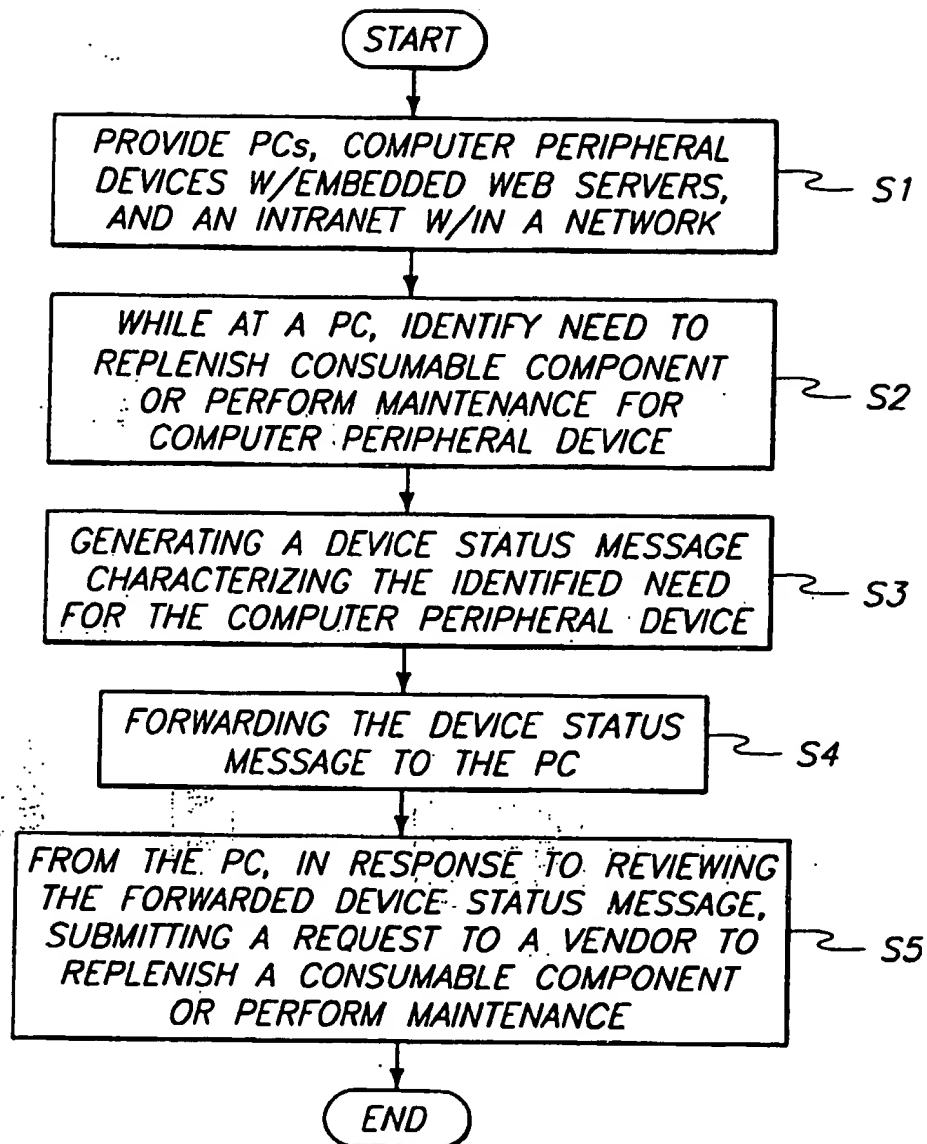 START
PROVIDE PCs, COMPUTER PERIPHERAL
DEVICES W/EMBEDDED WEB SERVERS,
AND AN INTRANET W/IN A NETWORK
S1
WHILE AT A PC, IDENTIFY NEED TO
REPLENISH CONSUMABLE COMPONENT
OR PERFORM MAINTENANCE FOR
COMPUTER PERIPHERAL DEVICE
S2
GENERATING A DEVICE STATUS MESSAGE
CHARACTERIZING THE IDENTIFIED NEED
FOR THE COMPUTER PERIPHERAL DEVICE
S3
FORWARDING THE DEVICE STATUS
MESSAGE TO THE PC
S4
FROM THE PC, IN RESPONSE TO REVIEWING
THE FORWARDED DEVICE STATUS MESSAGE,
SUBMITTING A REQUEST TO A VENDOR TO
REPLENISH A CONSUMABLE COMPONENT
OR PERFORM MAINTENANCE
S5
END